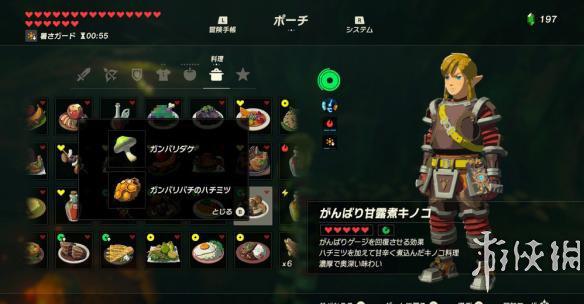 L
冒険手帳
ポーチ
R
システム
197
暑さガード 00:55
料理
ガンバリダケ
ガンバリバチのハチミツ
とじる B
x6
がんばり甘露煮キノコ
がんばりゲージを回復させる効果
ハチミツを加えて甘辛く煮込んだキノコ料理
濃厚で奥深い味わい
游侠网